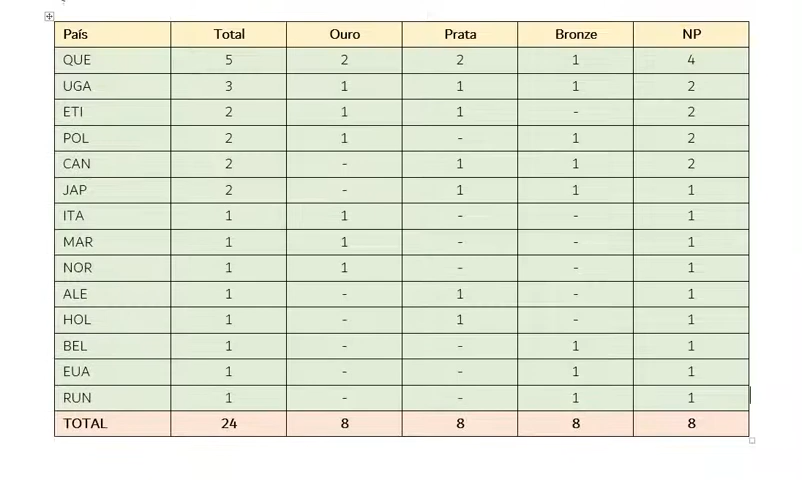 País Total Ouro Prata Bronze NP
QUE 5 2 2 1 4
UGA 3 1 1 1 2
ETI 2 1 1 - 2
POL 2 1 - 1 2
CAN 2 - 1 1 2
JAP 2 - 1 1 1
ITA 1 1 - - 1
MAR 1 1 - - 1
NOR 1 1 - - 1
ALE 1 - 1 - 1
HOL 1 - 1 - 1
BEL 1 - - 1 1
EUA 1 - - 1 1
RUN 1 - - 1 1
TOTAL 24 8 8 8 8